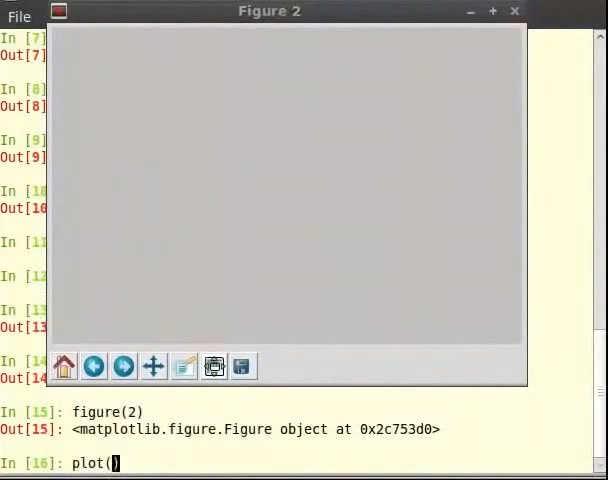 Figure 2
File
In [7]
Out[7]
In [8]
Out[8]
In [9]
Out[9]
In [10
Out[10
In [11
In [12
In [13
Out[13
In [14
Out[14
In [15]: figure(2)
Out[15]: <matplotlib.figure.Figure object at 0x2c753d0>
In [16]: plot()